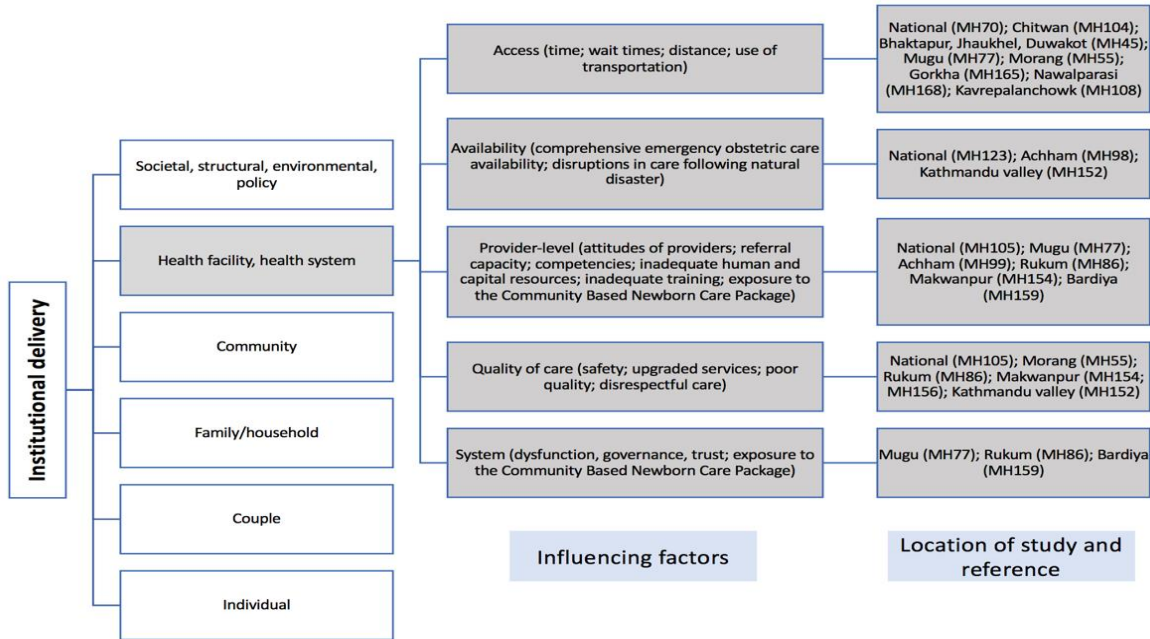 Institutional delivery
Societal, structural, environmental,
policy
Health facility, health system
Community
Family/household
Couple
Individual
Access (time; wait times; distance; use of
transportation)
Availability (comprehensive emergency obstetric care
availability; disruptions in care following natural
disaster)
Provider-level (attitudes of providers; referral
capacity; competencies; inadequate human and
capital resources; inadequate training; exposure to
the Community Based Newborn Care Package)
Quality of care (safety; upgraded services; poor
quality; disrespectful care)
System (dysfunction, governance, trust; exposure to
the Community Based Newborn Care Package)
Influencing factors
National (MH70); Chitwan (MH104);
Bhaktapur, Jhaukhel, Duwakot (MH45);
Mugu (MH77); Morang (MH55);
Gorkha (MH165); Nawalparasi
(MH168); Kavrepalanchowk (MH108)
National (MH123); Achham (MH98);
Kathmandu valley (MH152)
National (MH105); Mugu (MH77);
Achham (MH99); Rukum (MH86);
Makwanpur (MH154); Bardiya
(MH159)
National (MH105); Morang (MH55);
Rukum (MH86); Makwanpur (MH154;
MH156); Kathmandu valley (MH152)
Mugu (MH77); Rukum (MH86); Bardiya
(MH159)
Location of study and
reference